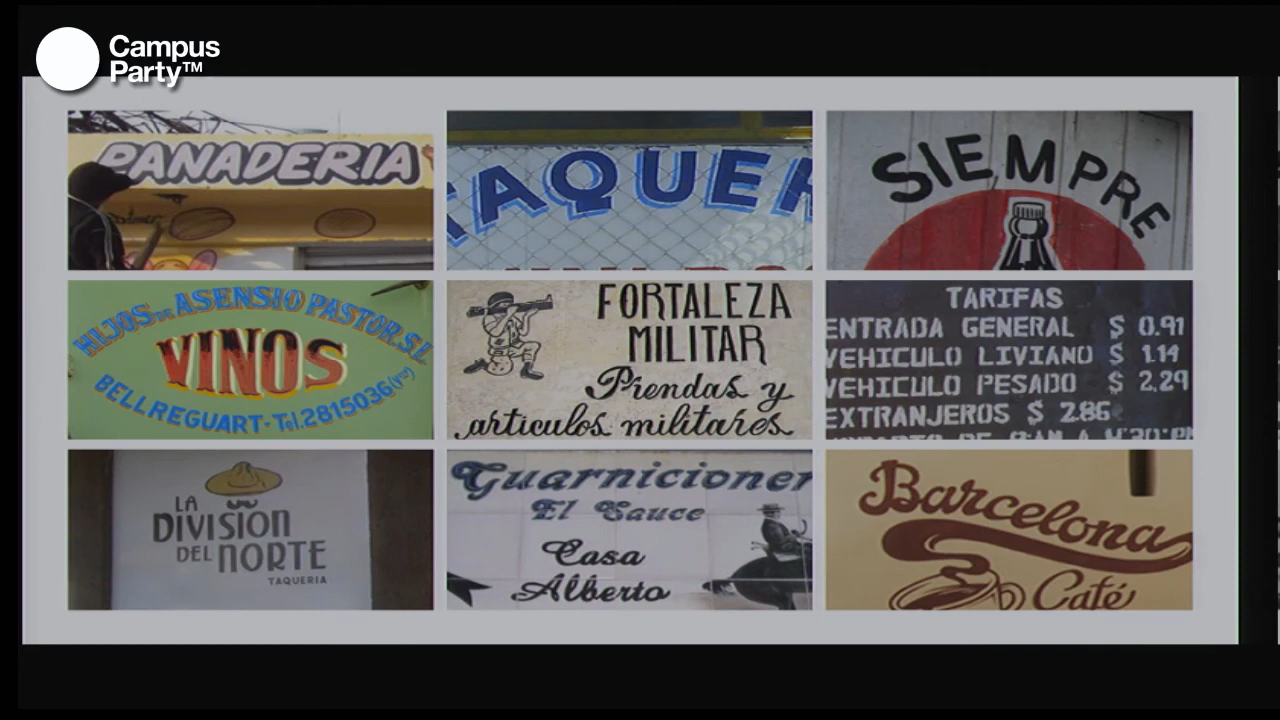 Campus
Party™
PANADERIA
TAQUER
SIEMPRE
HIJOS DE ASENSIO PASTOR.S.L.
VINOS
BELLREGUART-Tel.2815036
FORTALEZA
MILITAR
Prendas y
articulos militares
TARIFAS
ENTRADA GENERAL $ 0.91
VEHICULO LIVIANO $ 1.14
VEHICULO PESADO $ 2.29
EXTRANJEROS $ 2.86
LA
DIVISIÓN
DEL NORTE
TAQUERIA
Guarnicioner
El Sauce
Casa
Alberto
Barcelona
Café